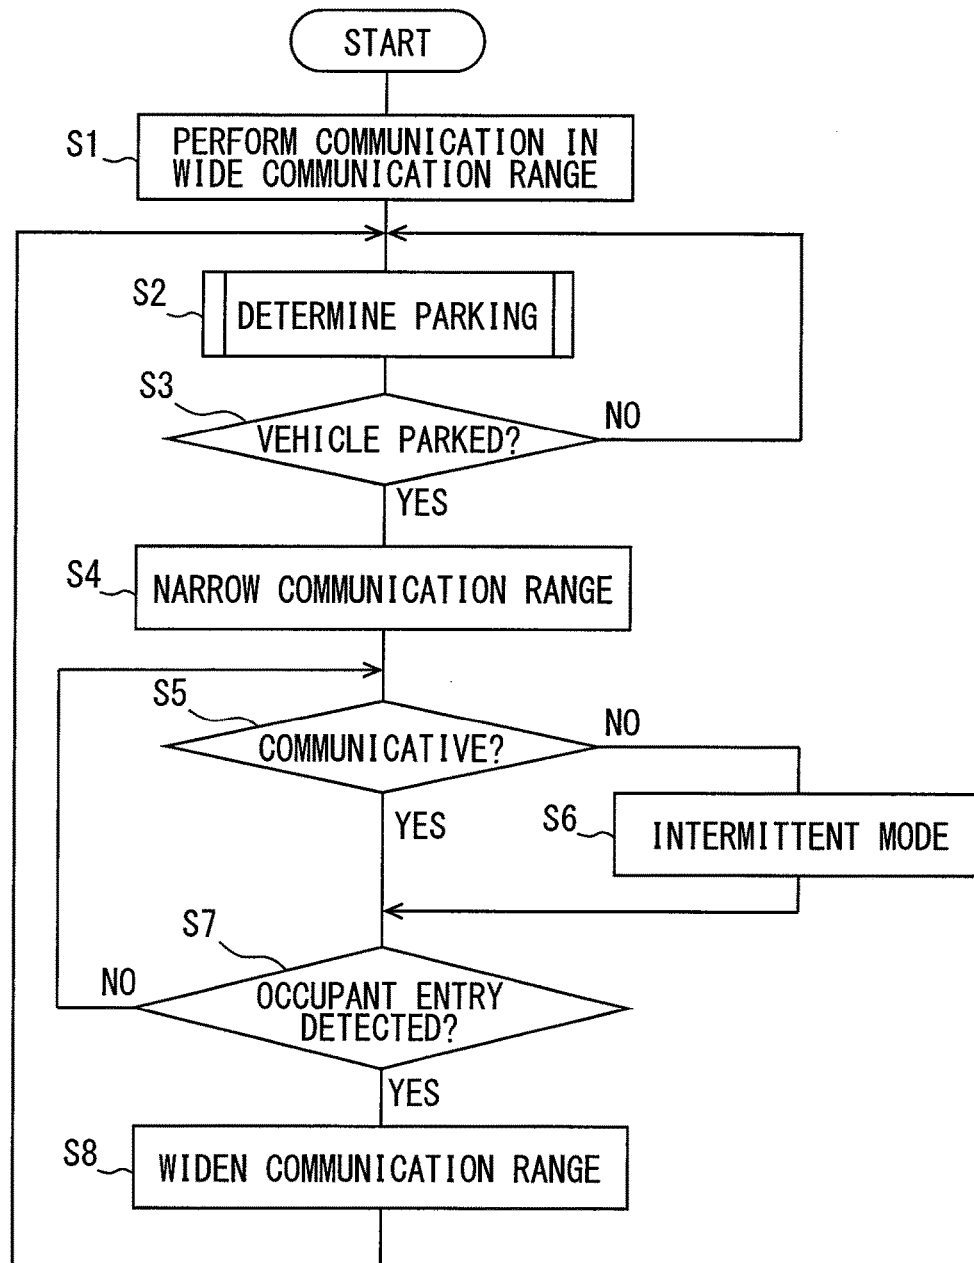 START
S1
PERFORM COMMUNICATION IN
WIDE COMMUNICATION RANGE
S2
DETERMINE PARKING
S3
VEHICLE PARKED?
NO
YES
S4
NARROW COMMUNICATION RANGE
S5
COMMUNICATIVE?
NO
YES
S6
INTERMITTENT MODE
S7
NO
OCCUPANT ENTRY
DETECTED?
YES
S8
WIDEN COMMUNICATION RANGE